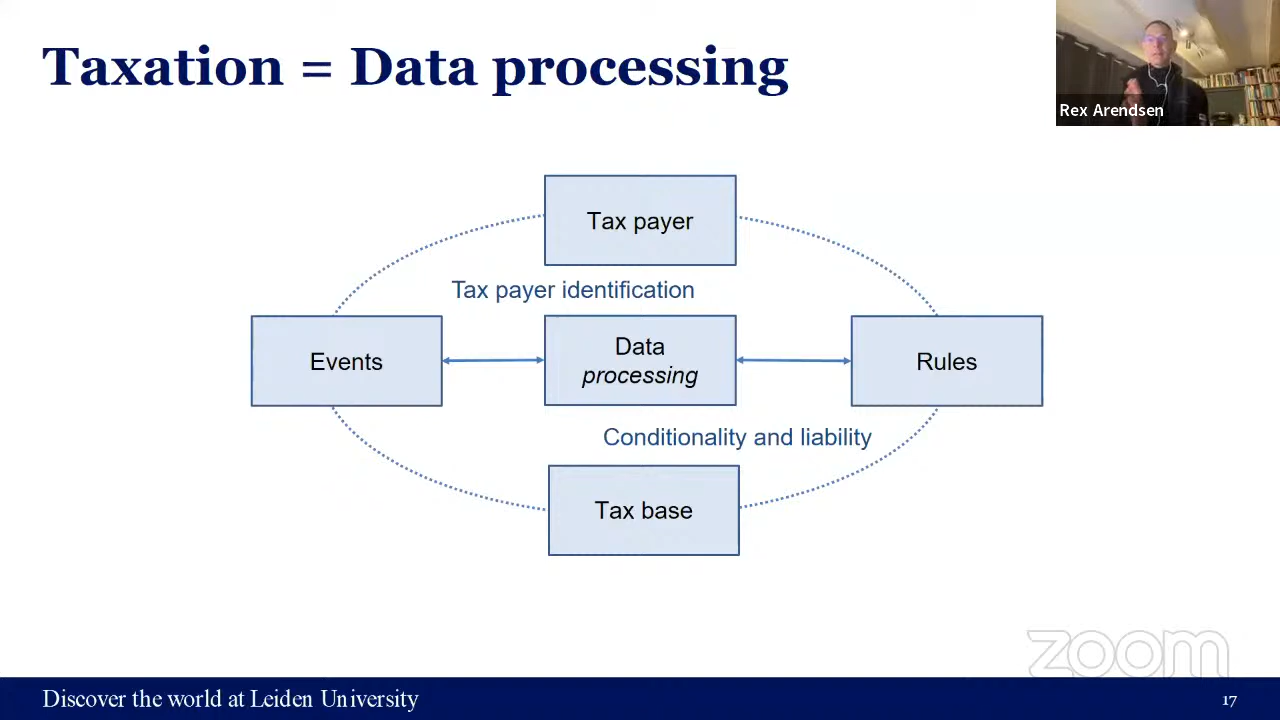 Taxation = Data processing
Rex Arendsen
Tax payer
Tax payer identification
Events
Data
processing
Rules
Conditionality and liability
Tax base
zoom
Discover the world at Leiden University
17